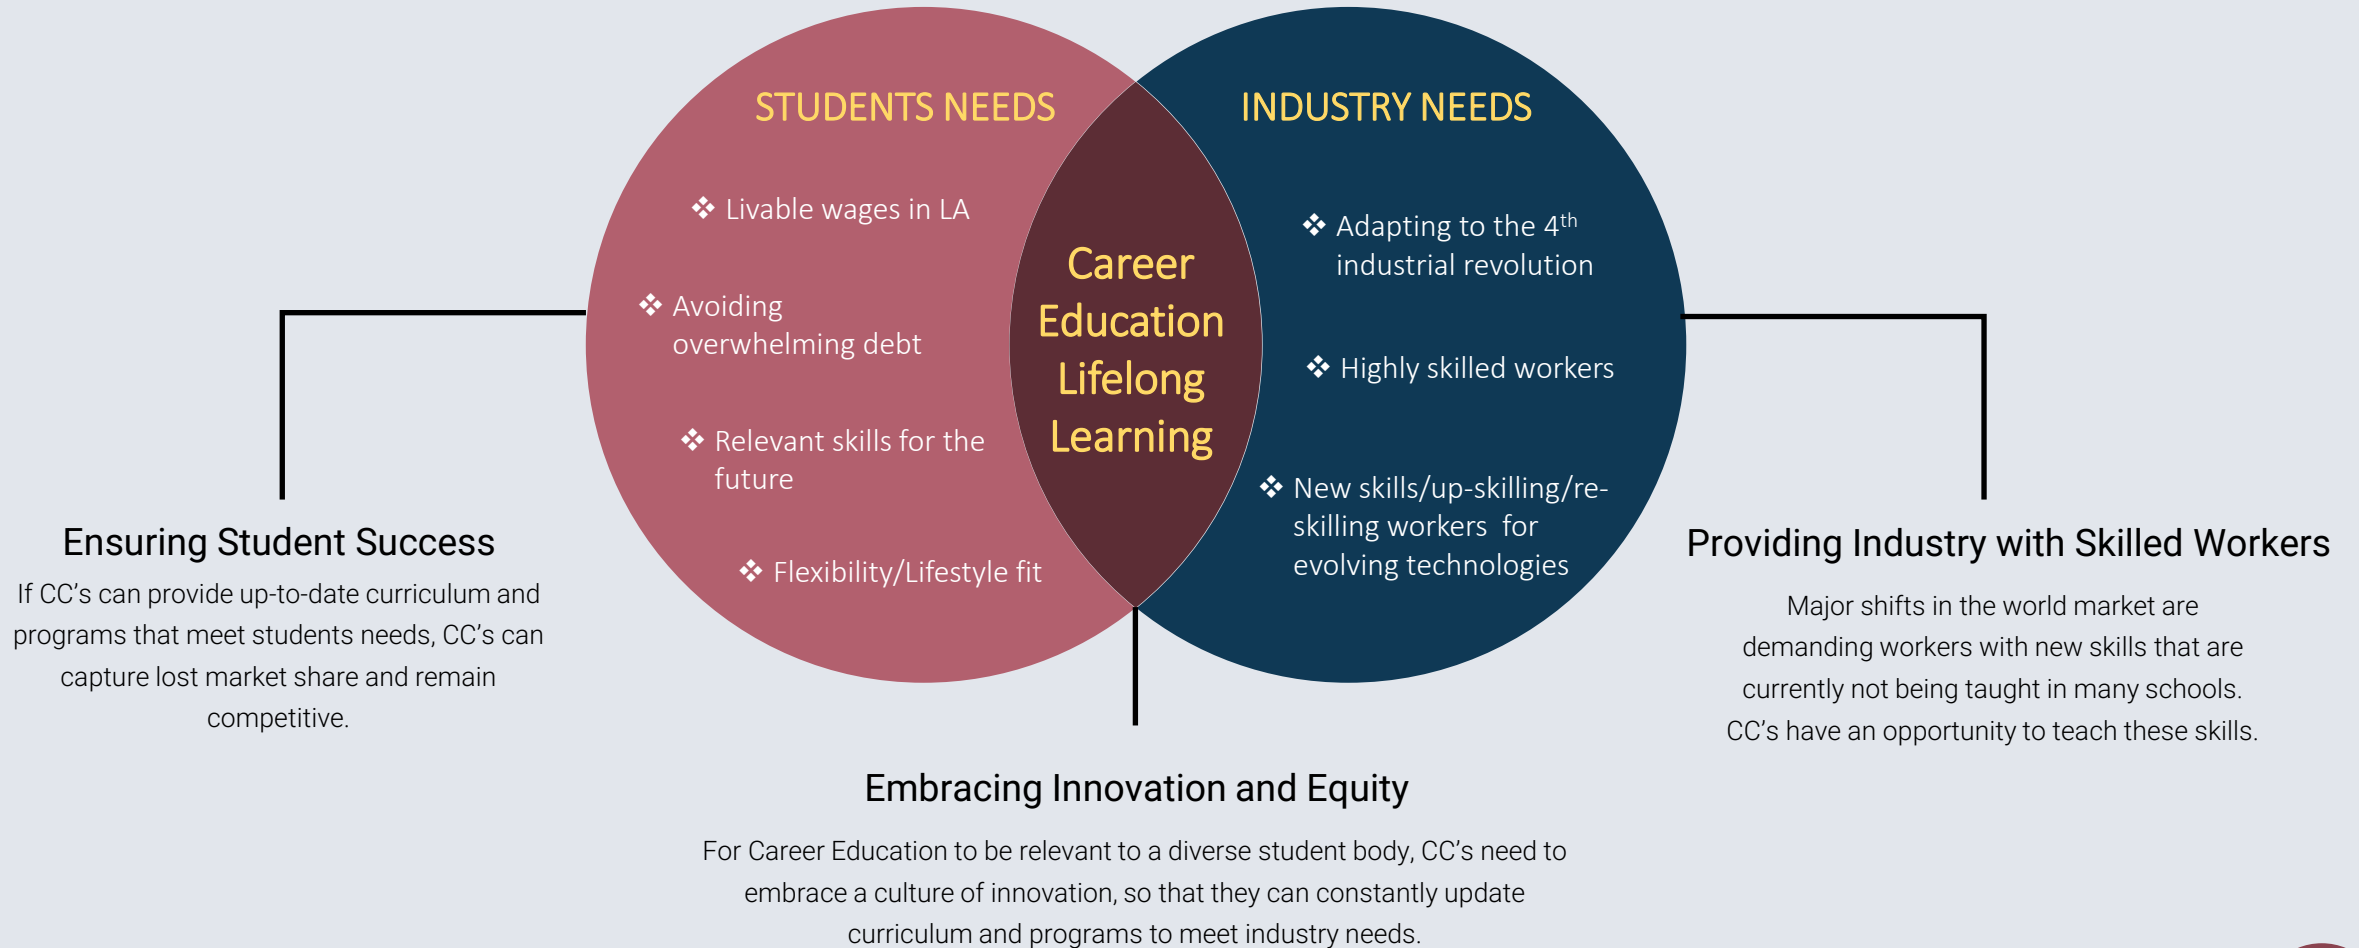 STUDENTS NEEDS
❖ Livable wages in LA
❖ Avoiding
overwhelming debt
❖ Relevant skills for the
future
❖ Flexibility/Lifestyle fit
Career
Education
Lifelong
Learning
INDUSTRY NEEDS
❖ Adapting to the 4th
industrial revolution
❖ Highly skilled workers
❖ New skills/up-skilling/re-
skilling workers for
evolving technologies
Ensuring Student Success
If CC's can provide up-to-date curriculum and
programs that meet students needs, CC's can
capture lost market share and remain
competitive.
Embracing Innovation and Equity
For Career Education to be relevant to a diverse student body, CC's need to
embrace a culture of innovation, so that they can constantly update
curriculum and programs to meet industry needs.
Providing Industry with Skilled Workers
Major shifts in the world market are
demanding workers with new skills that are
currently not being taught in many schools.
CC's have an opportunity to teach these skills.